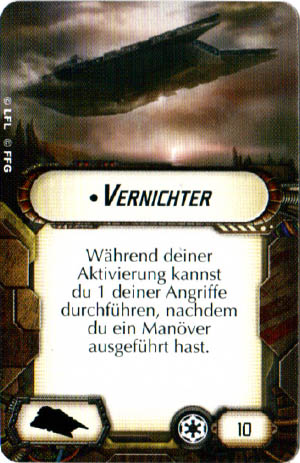 © LFL © FFG
• VERNICHTER
Während deiner
Aktivierung kannst
du 1 deiner Angriffe
durchführen, nachdem
du ein Manöver
ausgeführt hast.
10